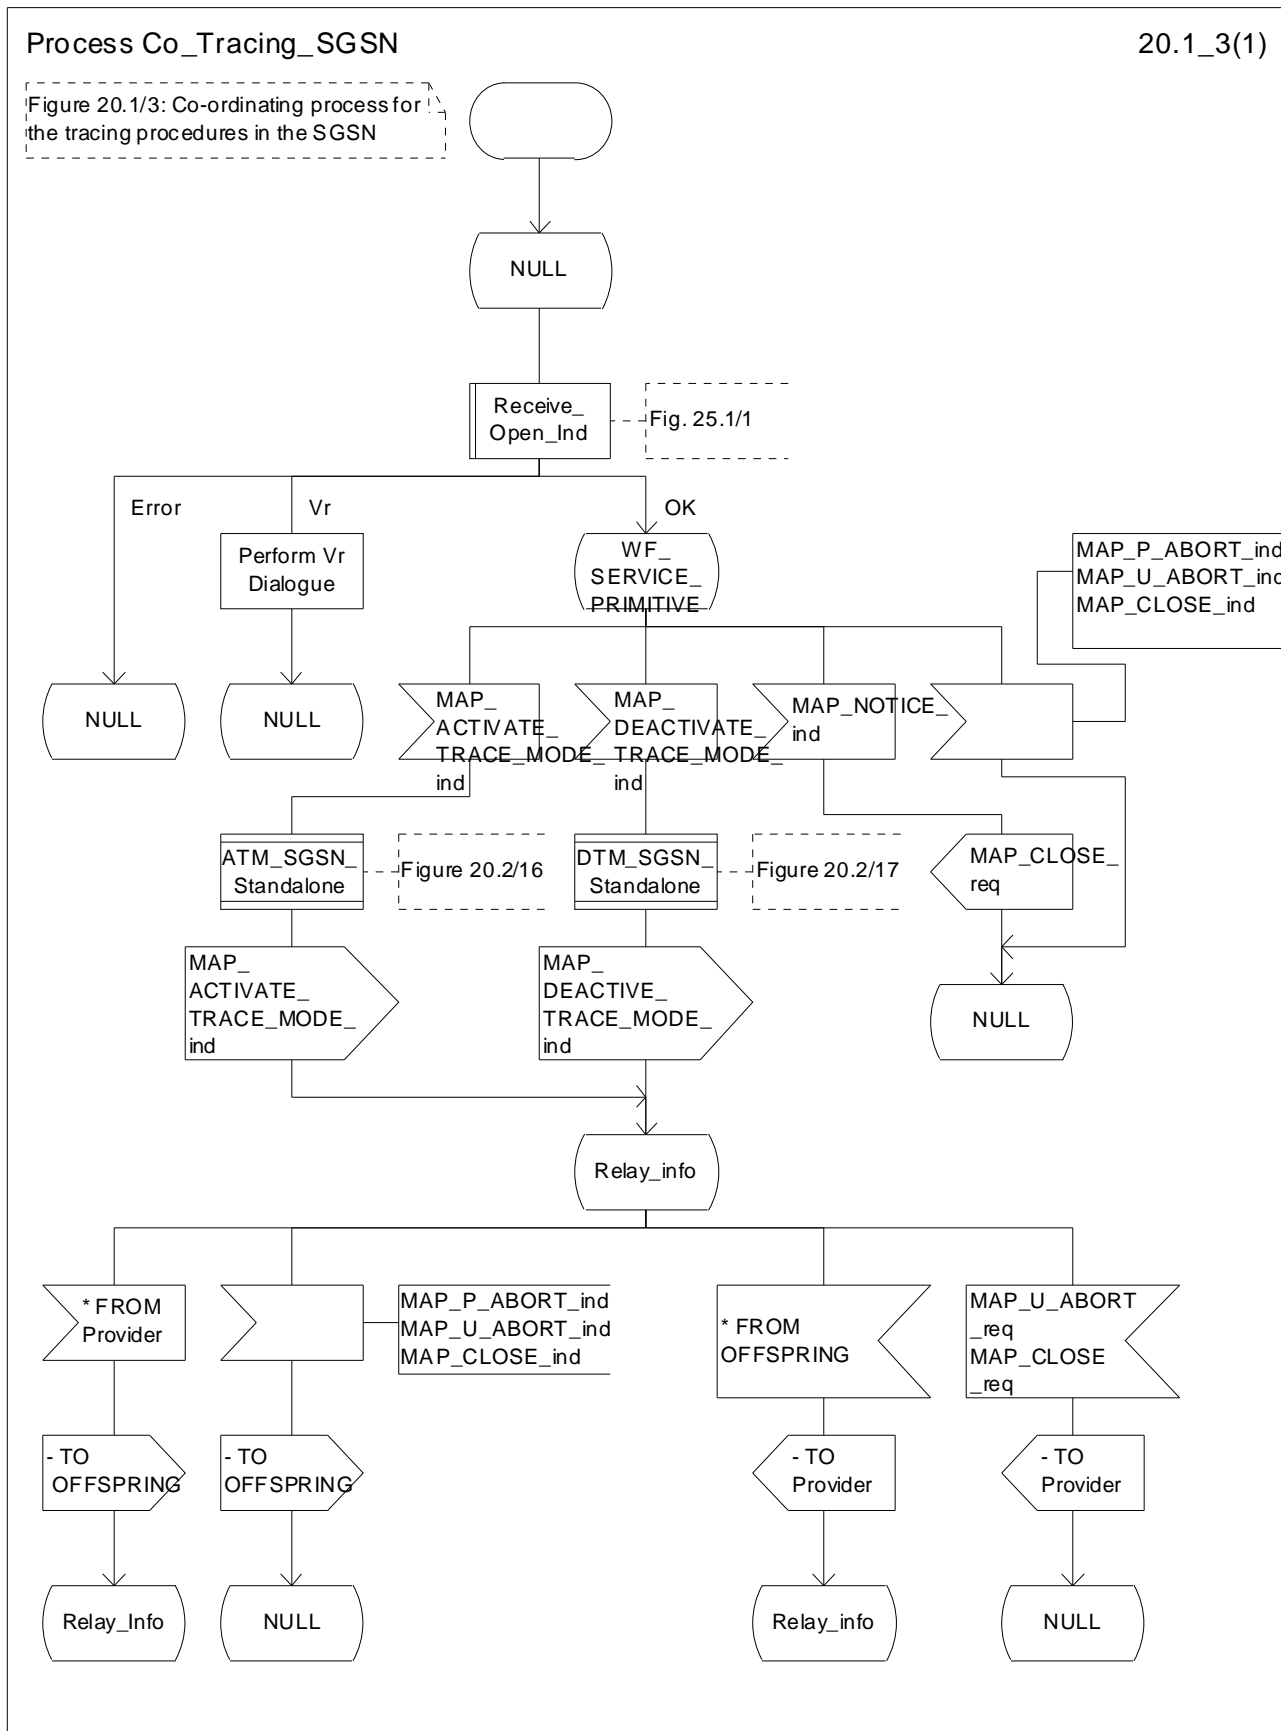 Process Co_Tracing_SGSN
20.1_3(1)
Figure 20.1/3: Co-ordinating process for
the tracing procedures in the SGSN
NULL
Receive_
Open_Ind
Fig. 25.1/1
Error
Vr
OK
Perform Vr
Dialogue
WF_
SERVICE_
PRIMITIVE
MAP_P_ABORT_ind
MAP_U_ABORT_ind
MAP_CLOSE_ind
NULL
NULL
MAP_
ACTIVATE_
TRACE_MODE_
ind
MAP_
DEACTIVATE_
TRACE_MODE_
ind
MAP_NOTICE_
ind
ATM_SGSN_
Standalone
Figure 20.2/16
DTM_SGSN_
Standalone
Figure 20.2/17
MAP_CLOSE_
req
MAP_
ACTIVATE_
TRACE_MODE_
ind
MAP_
DEACTIVE_
TRACE_MODE_
ind
NULL
Relay_info
* FROM
Provider
MAP_P_ABORT_ind
MAP_U_ABORT_ind
MAP_CLOSE_ind
* FROM
OFFSPRING
MAP_U_ABORT
_req
MAP_CLOSE
_req
- TO
OFFSPRING
- TO
OFFSPRING
- TO
Provider
- TO
Provider
Relay_Info
NULL
Relay_info
NULL